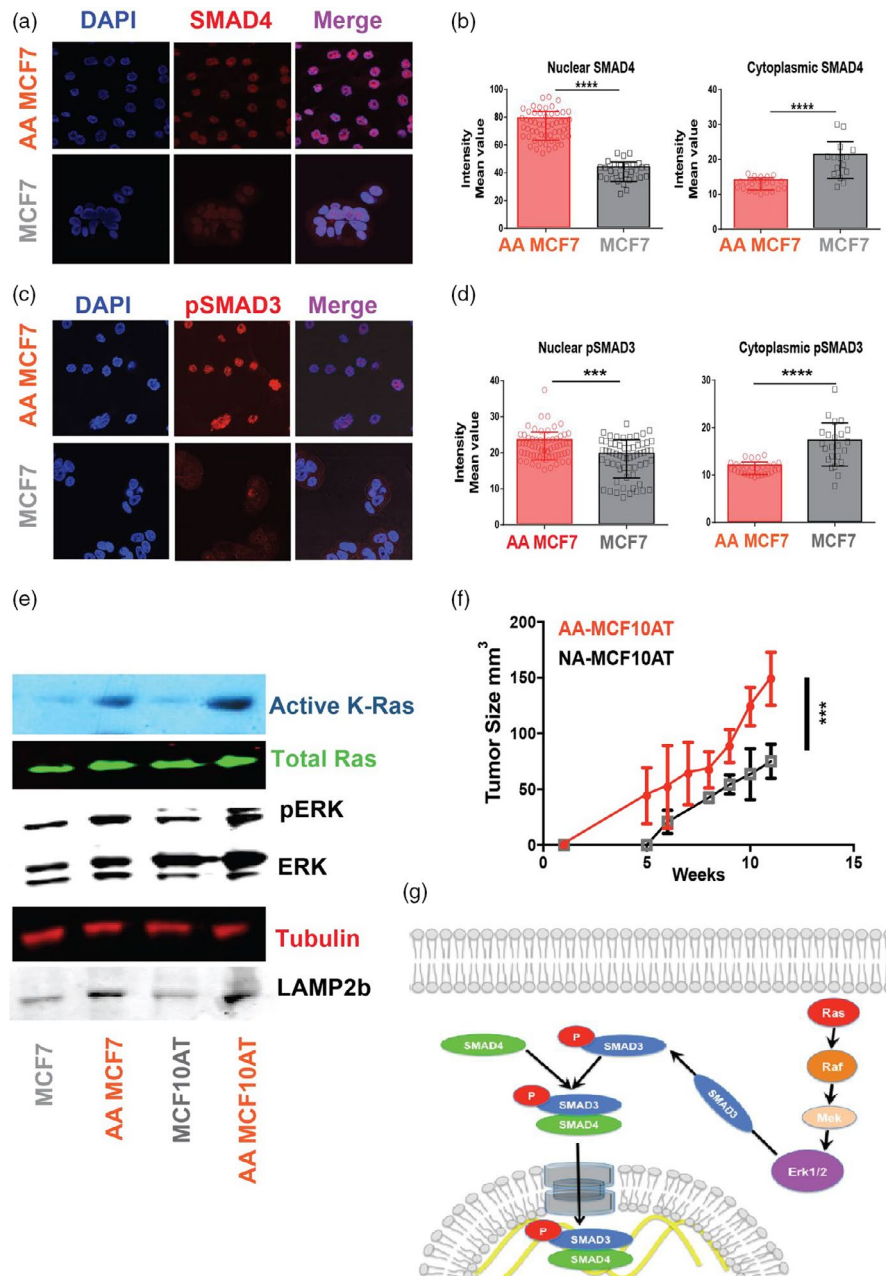 (a)
DAPI SMAD4 Merge
AA MCF7
MCF7
(b)
Nuclear SMAD4
****
Intensity
Mean value
100
80
60
40
20
0
AA MCF7 MCF7
Cytoplasmic SMAD4
****
40
30
20
10
0
AA MCF7 MCF7
(c)
DAPI pSMAD3 Merge
AA MCF7
MCF7
(d)
Nuclear pSMAD3
***
Intensity
Mean value
40
30
20
10
0
AA MCF7 MCF7
Cytoplasmic pSMAD3
****
30
20
10
0
AA MCF7 MCF7
(e)
Active K-Ras
Total Ras
pERK
ERK
Tubulin
LAMP2b
MCF7
AA MCF7
MCF10AT
AA MCF10AT
(f)
AA-MCF10AT
NA-MCF10AT
Tumor Size mm3
200
150
100
50
0
0 5 10 15
Weeks
***
(g)
Ras
Raf
Mek
Erk1/2
SMAD3
P SMAD3
SMAD4
P SMAD3
SMAD4
P SMAD3
SMAD4